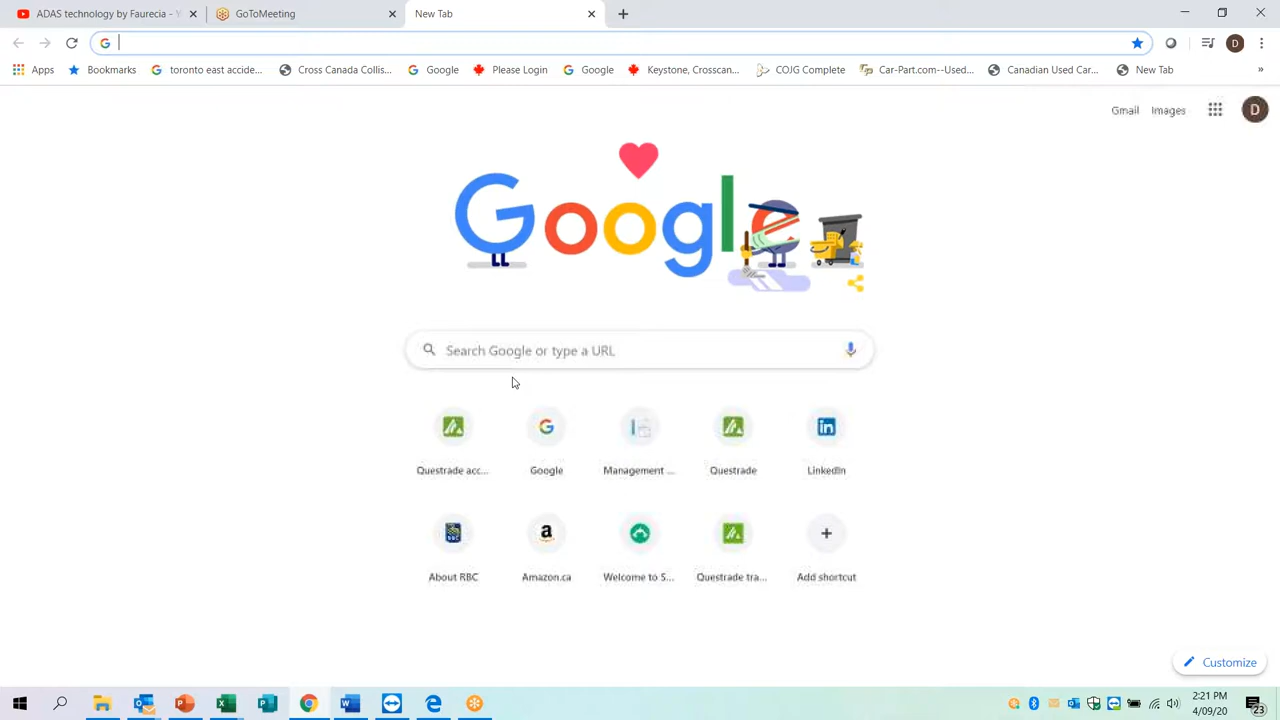 ADAS technology by Faurecia - Y
GoToMeeting
New Tab
Apps
Bookmarks
toronto east accide...
Cross Canada Collis...
Google
Please Login
Google
Keystone, Crosscan...
COJG Complete
Car-Part.com--Used...
Canadian Used Car...
New Tab
»
Gmail
Images
D
D
Google
Search Google or type a URL
Questrade acc...
Google
Management ...
Questrade
LinkedIn
About RBC
Amazon.ca
Welcome to S...
Questrade tra...
Add shortcut
Customize
2:21 PM
4/09/20
23